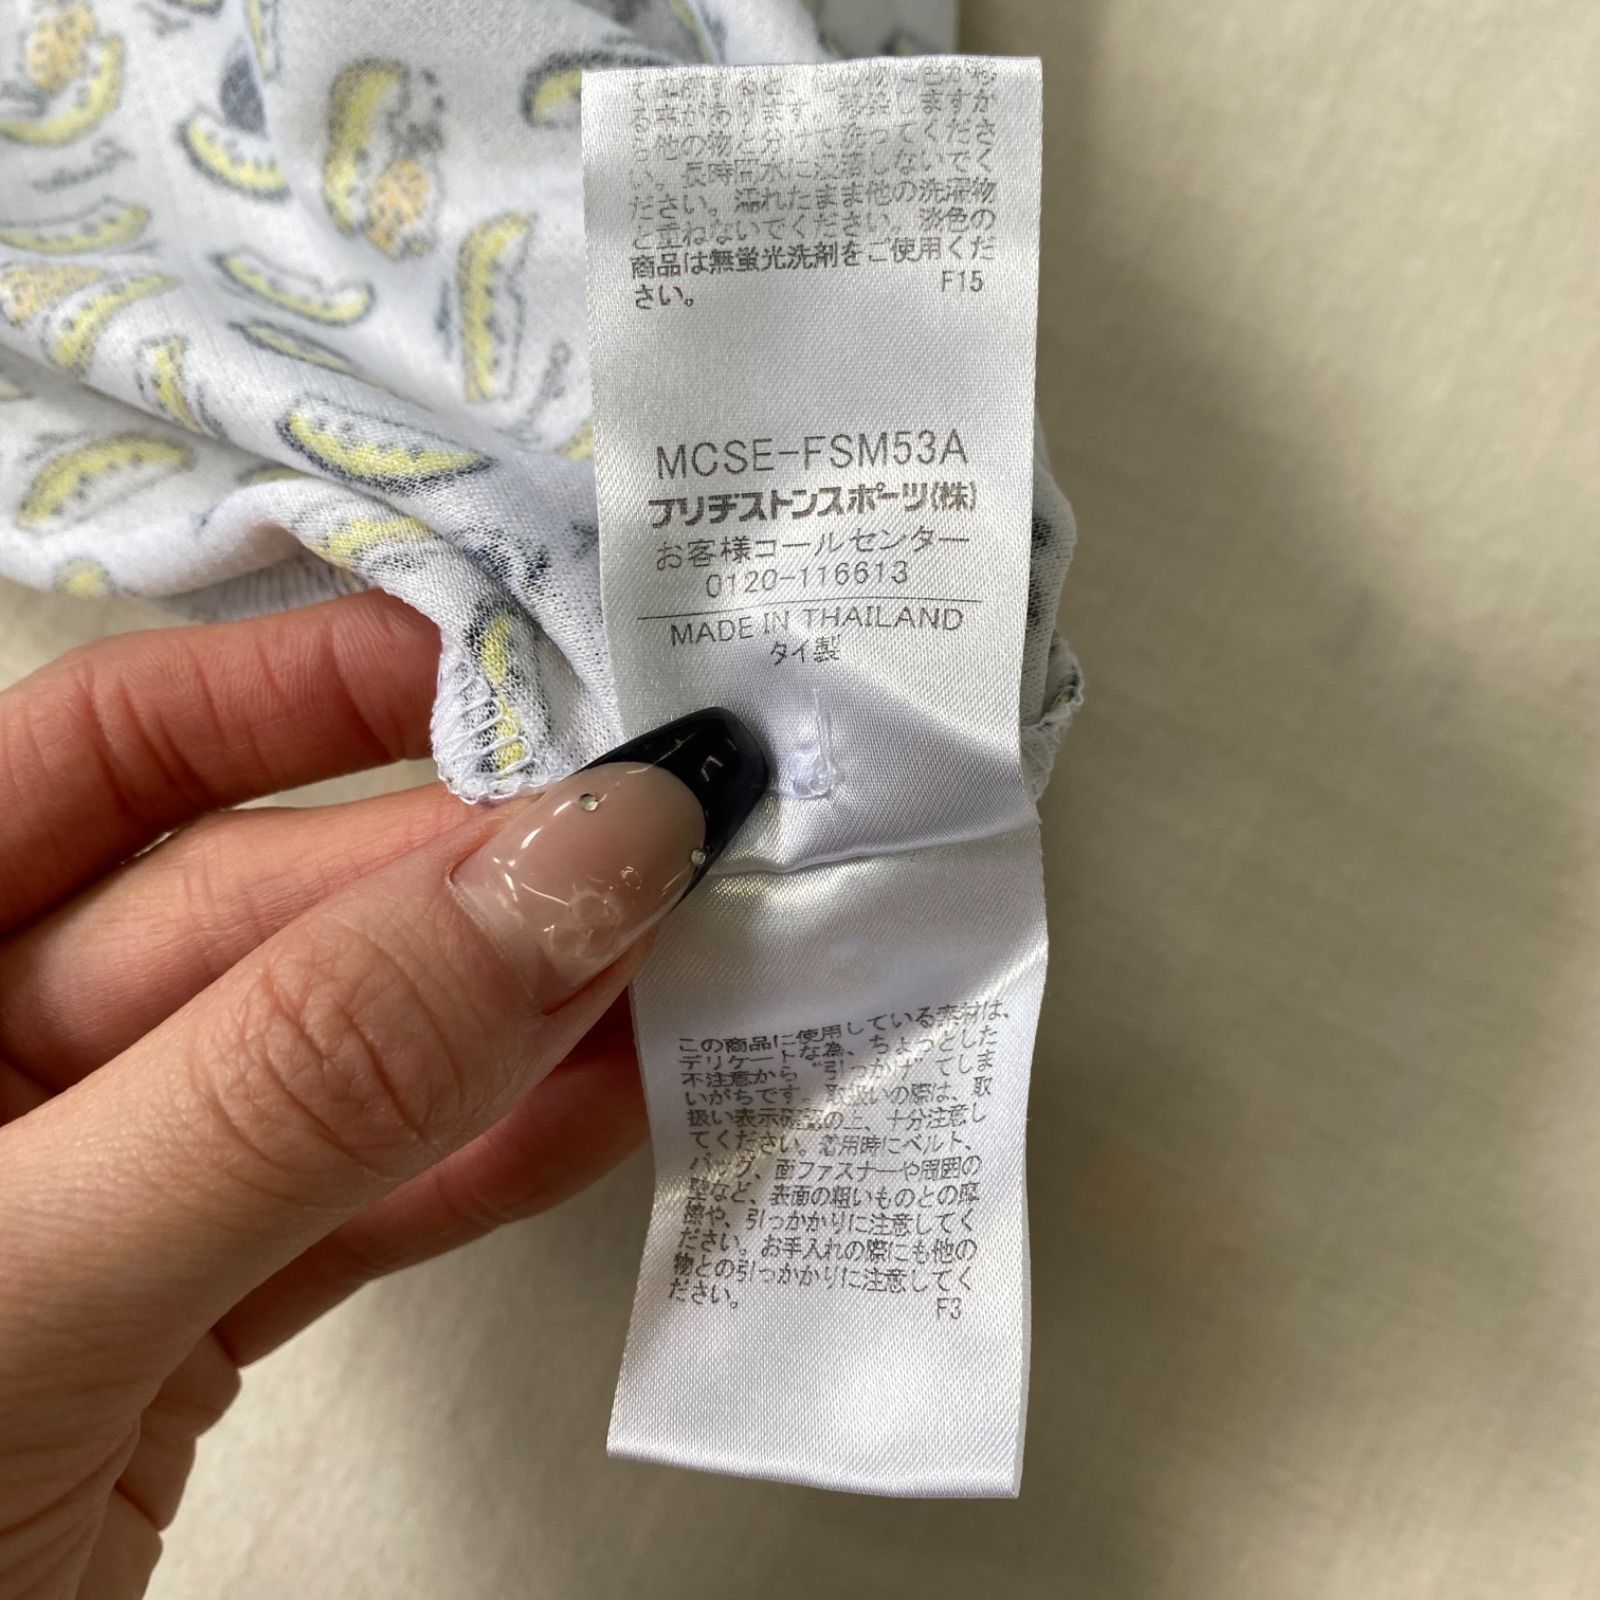 る事があります。移染しますか
ら他の物と分けて洗ってくださ
い。長時間水に浸漬しないでく
ださい。濡れたまま他の洗濯物
と重ねないでください。淡色の
商品は無蛍光洗剤をご使用くだ
さい。 F15
MCSE-FSM53A
ブリヂストンスポーツ(株)
お客様コールセンター
0120-116613
MADE IN THAILAND
タイ製
この商品に使用している素材は、
デリケートな為、ちょっとした
不注意から"引っかけ"てしま
いがちです。取扱いの際は、取
扱い表示確認の上、十分注意し
てください。着用時にベルト、
バッグ、面ファスナーや周囲の
壁など、表面の粗いものとの摩
擦や、引っかかりに注意してく
ださい。お手入れの際にも他の
物との引っかかりに注意してく
ださい。 F3